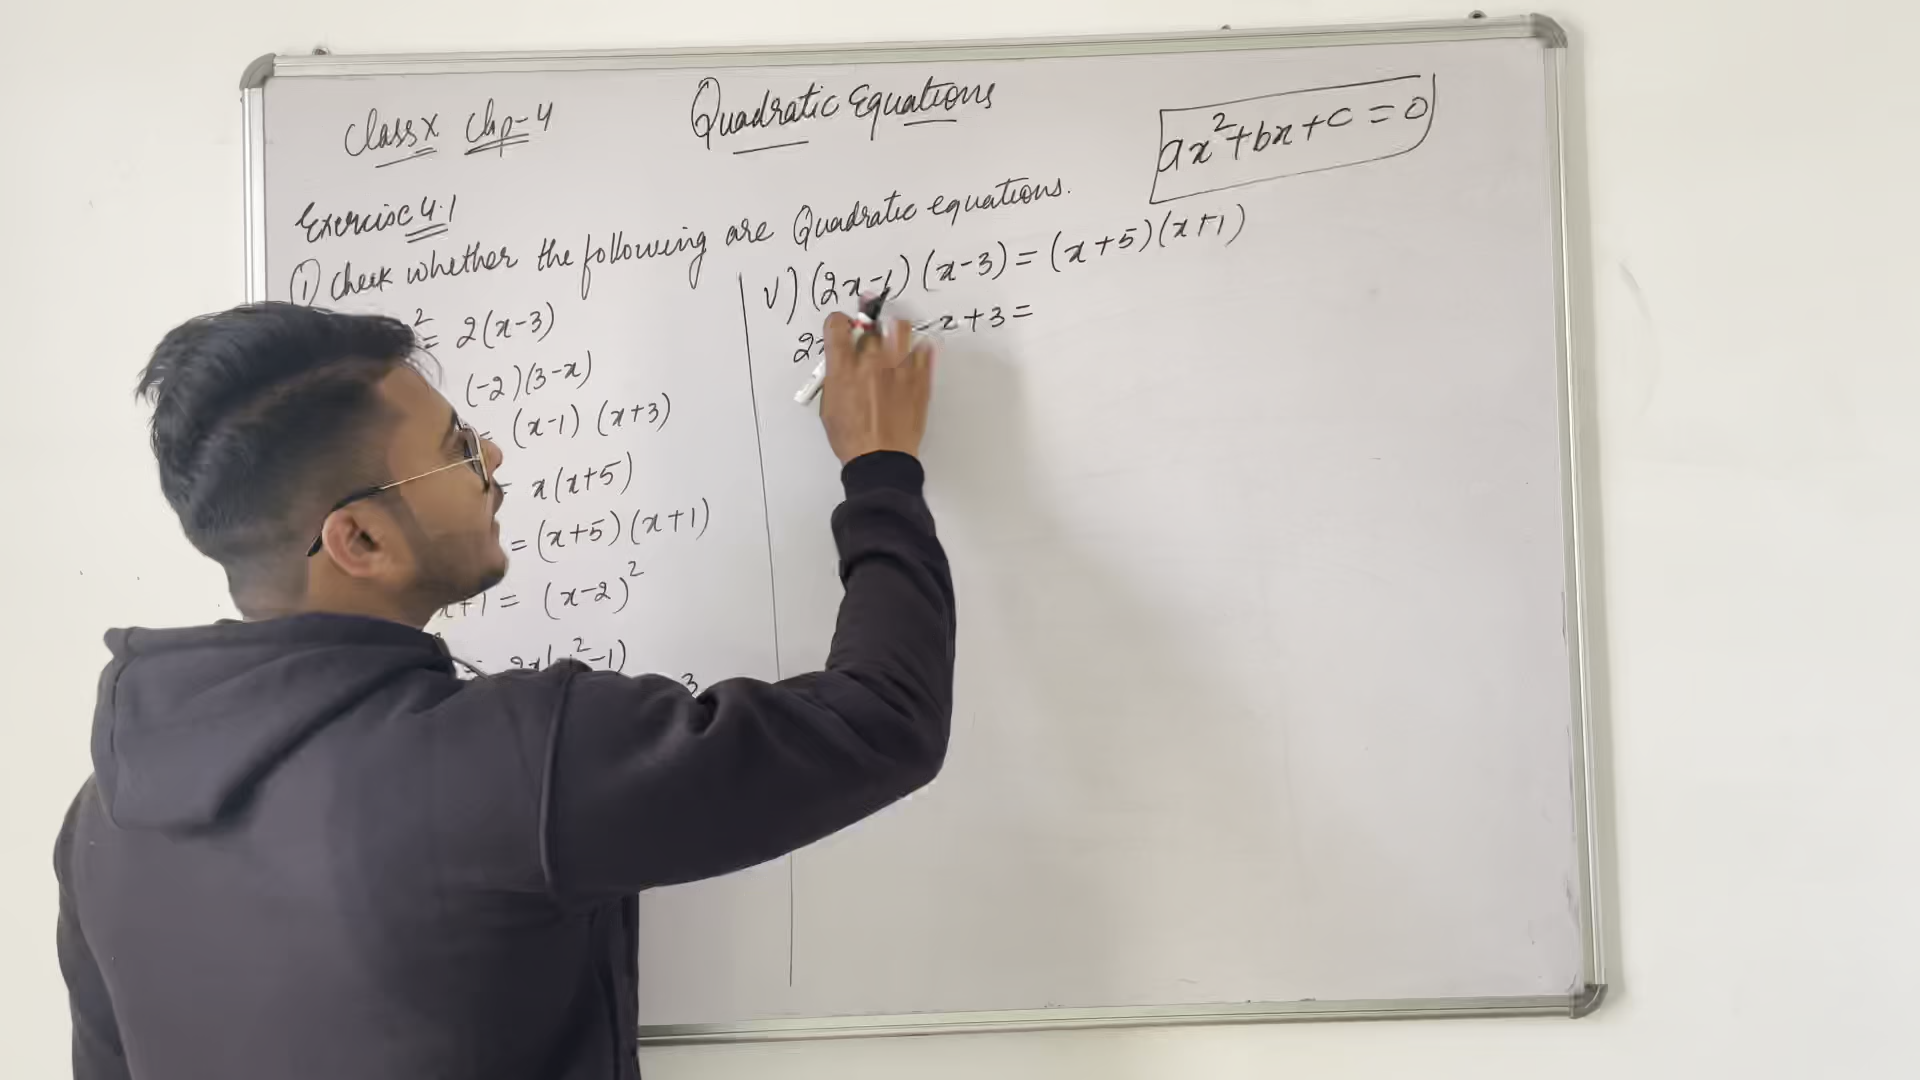 Class X Chp-4
Quadratic Equations
ax²+bx+c=0
Exercise 4.1
① Check whether the following are Quadratic equations.
² = 2(x-3)
(-2)(3-x)
= (x-1) (x+3)
= x(x+5)
= (x+5)(x+1)
x+1 = (x-2)²
= 2x( ²-1)
3
V) (2x-1)(x-3) = (x+5)(x+1)
2x -x+3=